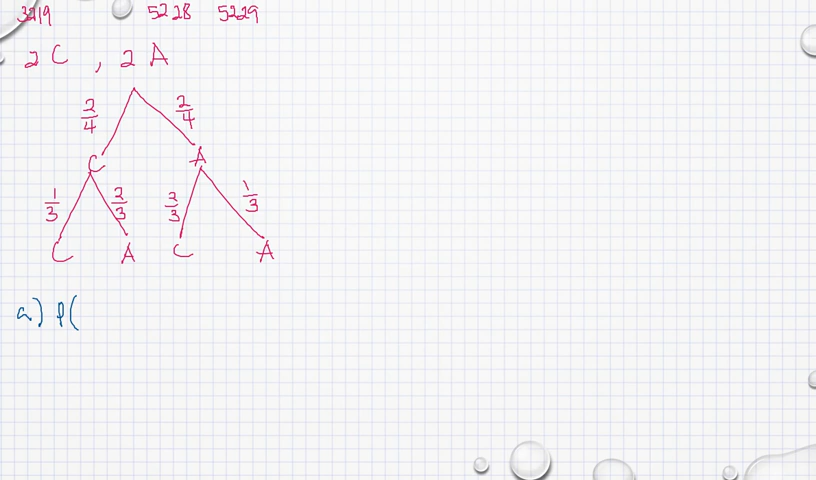 3219 5228 5229
2 C , 2 A
2/4 2/4
C A
1/3 2/3 2/3 1/3
C A C A
a) P(